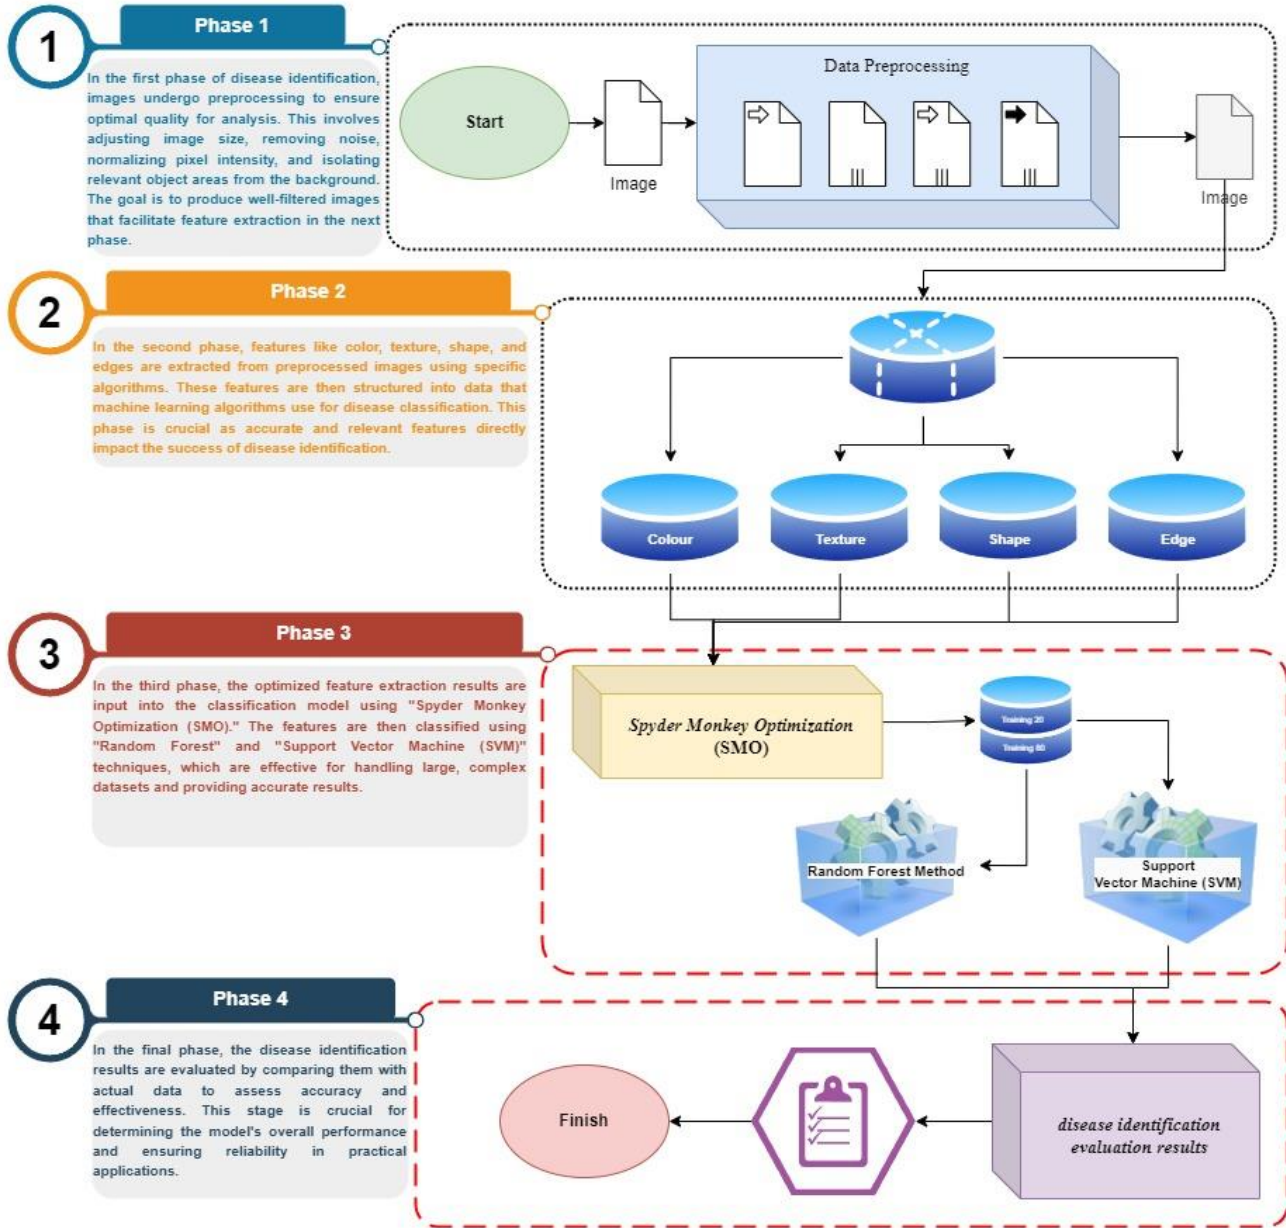 1
Phase 1
In the first phase of disease identification,
images undergo preprocessing to ensure
optimal quality for analysis. This involves
adjusting image size, removing noise,
normalizing pixel intensity, and isolating
relevant object areas from the background.
The goal is to produce well-filtered images
that facilitate feature extraction in the next
phase.
Start
Image
Data Preprocessing
Image
2
Phase 2
In the second phase, features like color, texture, shape, and
edges are extracted from preprocessed images using specific
algorithms. These features are then structured into data that
machine learning algorithms use for disease classification. This
phase is crucial as accurate and relevant features directly
impact the success of disease identification.
Colour
Texture
Shape
Edge
3
Phase 3
In the third phase, the optimized feature extraction results are
input into the classification model using "Spyder Monkey
Optimization (SMO)." The features are then classified using
"Random Forest" and "Support Vector Machine (SVM)"
techniques, which are effective for handling large, complex
datasets and providing accurate results.
Spyder Monkey Optimization
(SMO)
Training 20
Training 80
Random Forest Method
Support
Vector Machine (SVM)
4
Phase 4
In the final phase, the disease identification
results are evaluated by comparing them with
actual data to assess accuracy and
effectiveness. This stage is crucial for
determining the model's overall performance
and ensuring reliability in practical
applications.
Finish
disease identification
evaluation results